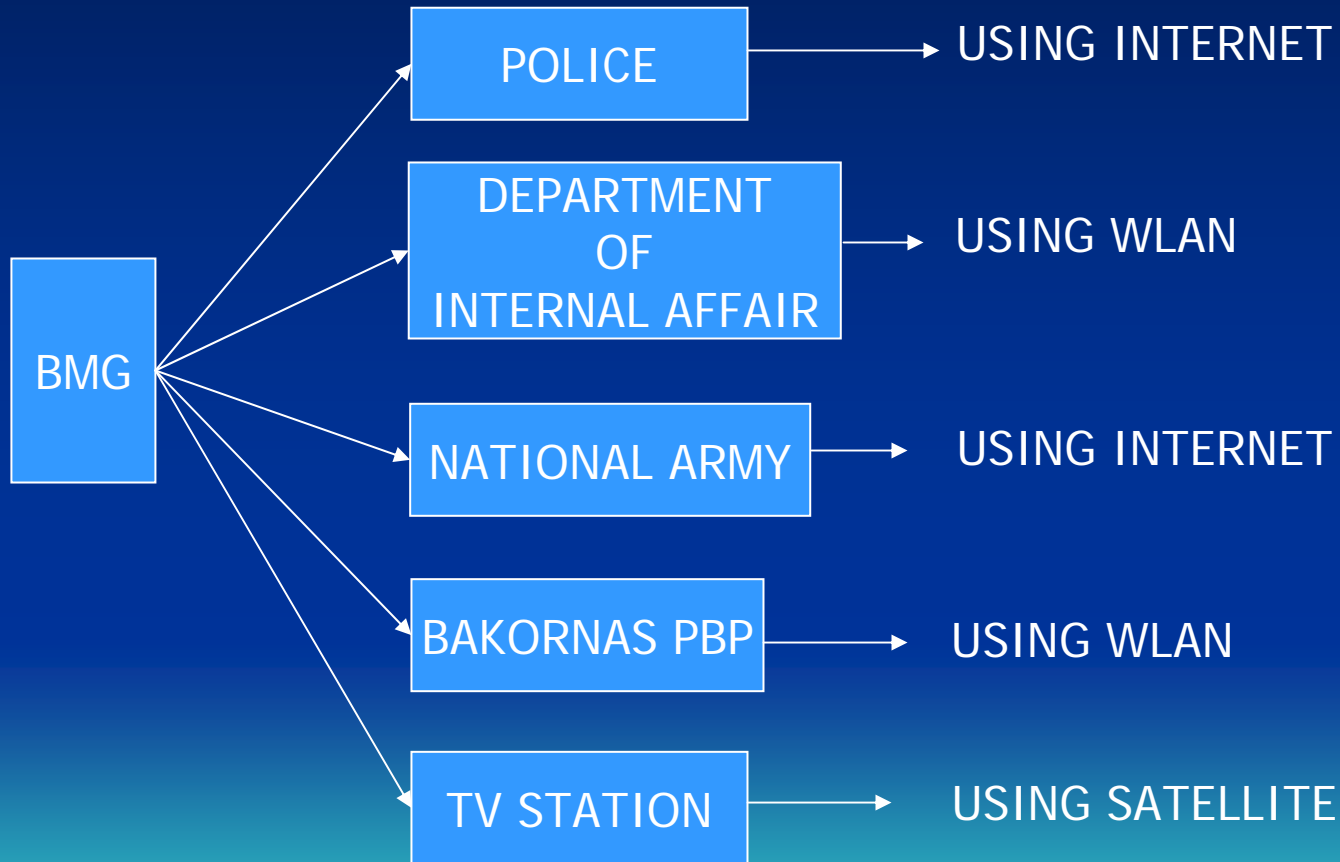 POLICE
USING INTERNET
DEPARTMENT
OF
INTERNAL AFFAIR
USING WLAN
BMG
NATIONAL ARMY
USING INTERNET
BAKORNAS PBP
USING WLAN
TV STATION
USING SATELLITE